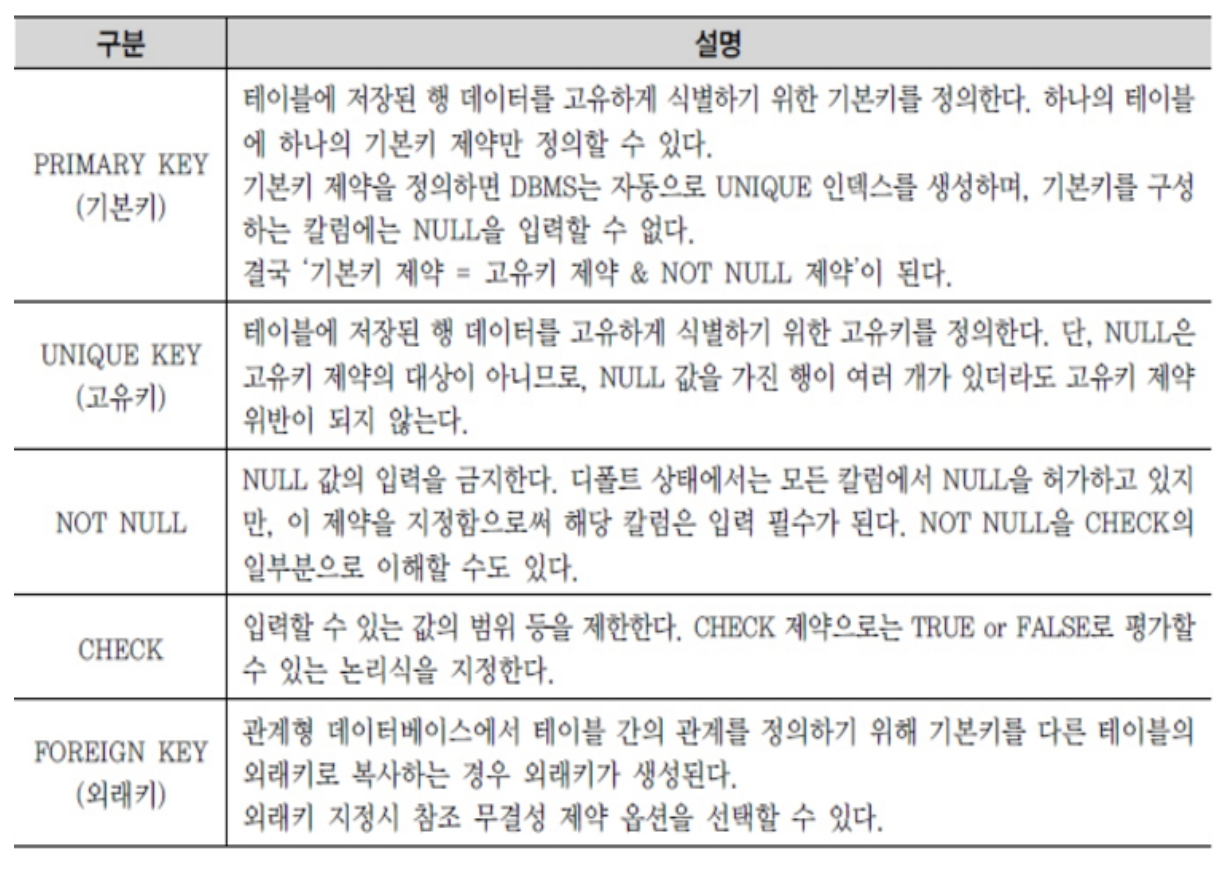 구분
설명
PRIMARY KEY
(기본키)
테이블에 저장된 행 데이터를 고유하게 식별하기 위한 기본키를 정의한다. 하나의 테이블
에 하나의 기본키 제약만 정의할 수 있다.
기본키 제약을 정의하면 DBMS는 자동으로 UNIQUE 인덱스를 생성하며, 기본키를 구성
하는 칼럼에는 NULL을 입력할 수 없다.
결국 ‘기본키 제약 = 고유키 제약 & NOT NULL 제약’이 된다.
UNIQUE KEY
(고유키)
테이블에 저장된 행 데이터를 고유하게 식별하기 위한 고유키를 정의한다. 단, NULL은
고유키 제약의 대상이 아니므로, NULL 값을 가진 행이 여러 개가 있더라도 고유키 제약
위반이 되지 않는다.
NOT NULL
NULL 값의 입력을 금지한다. 디폴트 상태에서는 모든 칼럼에서 NULL을 허가하고 있지
만, 이 제약을 지정함으로써 해당 칼럼은 입력 필수가 된다. NOT NULL을 CHECK의
일부분으로 이해할 수도 있다.
CHECK
입력할 수 있는 값의 범위 등을 제한한다. CHECK 제약으로는 TRUE or FALSE로 평가할
수 있는 논리식을 지정한다.
FOREIGN KEY
(외래키)
관계형 데이터베이스에서 테이블 간의 관계를 정의하기 위해 기본키를 다른 테이블의
외래키로 복사하는 경우 외래키가 생성된다.
외래키 지정시 참조 무결성 제약 옵션을 선택할 수 있다.